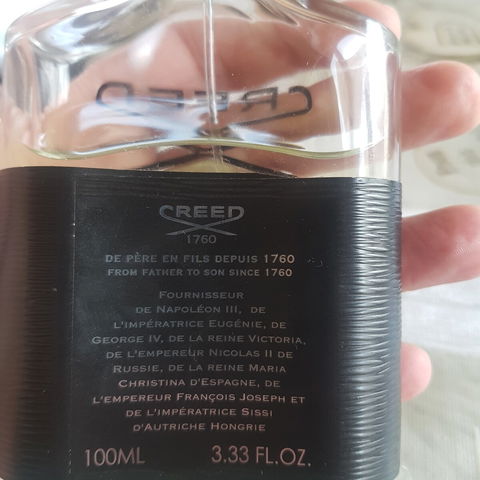 CREED
CREED
CREED
1760
DE PÈRE EN FILS DEPUIS 1760
FROM FATHER TO SON SINCE 1760
FOURNISSEUR
DE NAPOLÉON III, DE
L'IMPÉRATRICE EUGÉNIE, DE
GEORGE IV, DE LA REINE VICTORIA,
DE L'EMPEREUR NICOLAS II DE
RUSSIE, DE LA REINE MARIA
CHRISTINA D'ESPAGNE, DE
L'EMPEREUR FRANÇOIS JOSEPH ET
DE L'IMPÉRATRICE SISSI
D'AUTRICHE HONGRIE
100ML 3.33 FL.OZ.